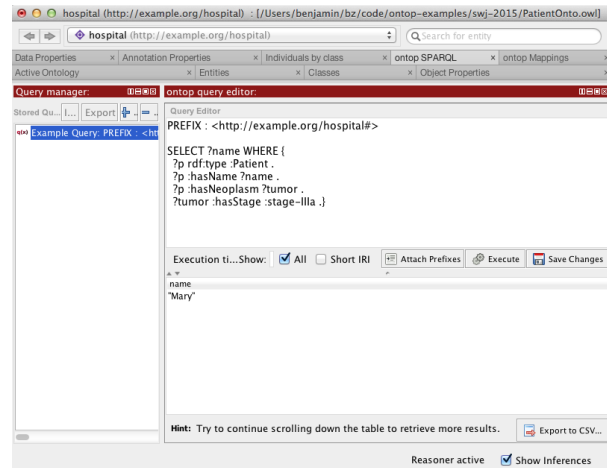 hospital (http://example.org/hospital) : [/Users/benjamin/bz/code/ontop-examples/swj-2015/PatientOnto.owl]
hospital (http://example.org/hospital)
Search for entity
Data Properties × Annotation Properties × Individuals by class × ontop SPARQL × ontop Mappings
Active Ontology × Entities × Classes × Object Properties
Query manager:
ontop query editor:
Stored Qu... I... Export
Query Editor
Example Query: PREFIX : <htt
PREFIX : <http://example.org/hospital#>
SELECT ?name WHERE {
?p rdf:type :Patient .
?p :hasName ?name .
?p :hasNeoplasm ?tumor .
?tumor :hasStage :stage-IIIa .}
Execution ti...Show: All Short IRI Attach Prefixes Execute Save Changes
name
"Mary"
Hint: Try to continue scrolling down the table to retrieve more results.
Export to CSV...
Reasoner active Show Inferences